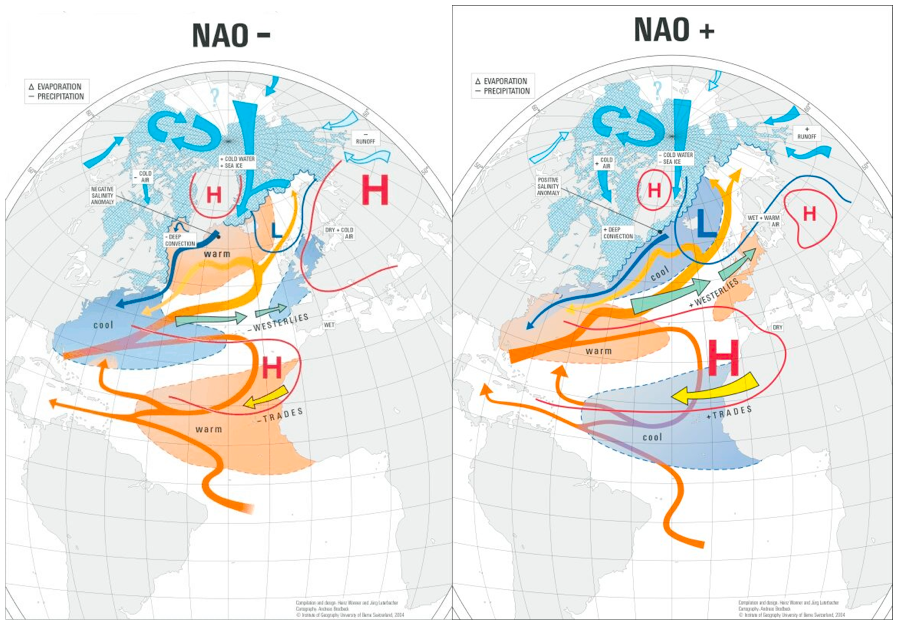 NAO -
△ EVAPORATION
– PRECIPITATION
?
–
RUNOFF
+ COLD WATER
+ SEA ICE
- COLD
AIR
NEGATIVE
SALINITY
ANOMALY
H
H
L
- DEEP
CONVECTION
DRY + COLD
AIR
warm
cool
– WESTERLIES
WET
H
– TRADES
warm
Compilation and design: Heinz Wanner and Jürg Luterbacher
Cartography: Andreas Brodbeck
© Institute of Geography University of Berne Switzerland, 2004
NAO +
△ EVAPORATION
– PRECIPITATION
?
+
RUNOFF
- COLD WATER
- SEA ICE
+ COLD
AIR
POSITIVE
SALINITY
ANOMALY
H
L
H
WET + WARM
AIR
+ DEEP
CONVECTION
cool
+ WESTERLIES
DRY
warm
H
+ TRADES
cool
Compilation and design: Heinz Wanner and Jürg Luterbacher
Cartography: Andreas Brodbeck
© Institute of Geography University of Berne Switzerland, 2004